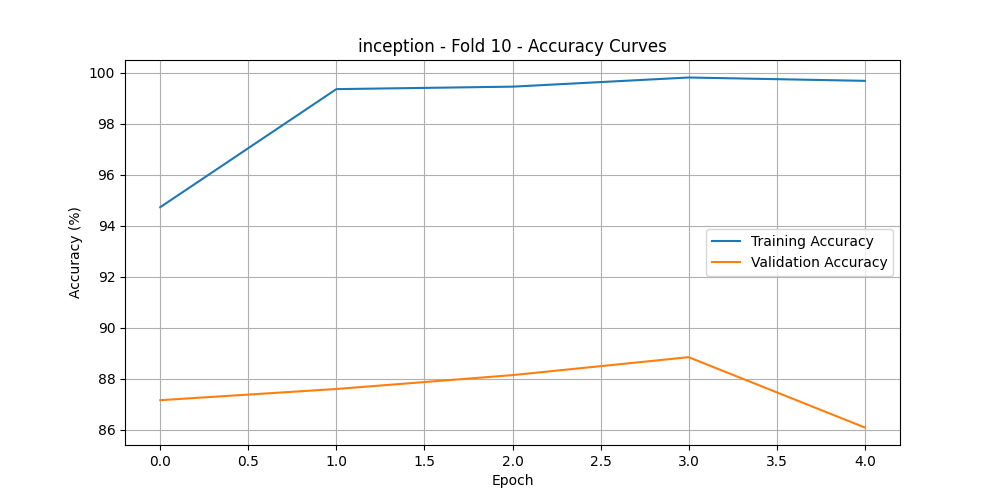 inception - Fold 10 - Accuracy Curves
100
98
96
94
92
90
88
86
Accuracy (%)
Training Accuracy
Validation Accuracy
0.0 0.5 1.0 1.5 2.0 2.5 3.0 3.5 4.0
Epoch